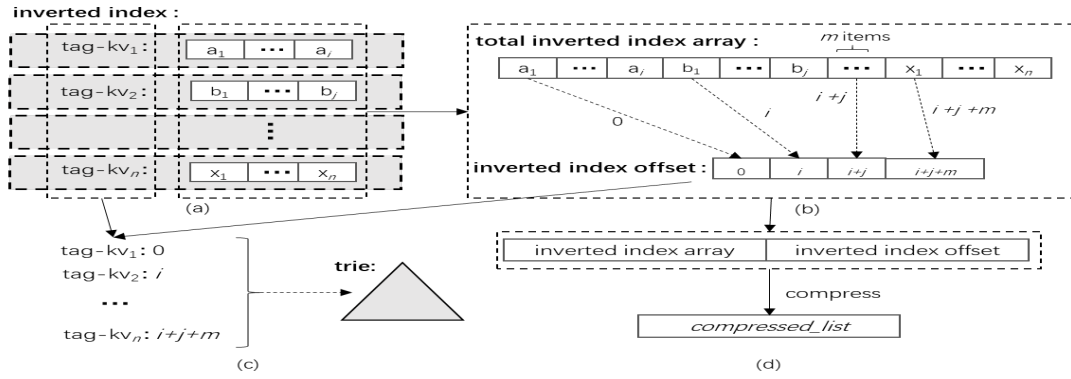 inverted index :
tag-kv₁: a₁ ⋯ aᵢ
tag-kv₂: b₁ ⋯ bⱼ
⋮
tag-kvₙ: x₁ ⋯ xₙ
(a)
total inverted index array :
m items
a₁ ⋯ aᵢ b₁ ⋯ bⱼ ⋯ x₁ ⋯ xₙ
0 i i +j i +j +m
inverted index offset : 0 i i+j i+j+m
(b)
tag-kv₁: 0
tag-kv₂: i
⋯
tag-kvₙ: i+j+m
trie:
(c)
inverted index array inverted index offset
compress
compressed_list
(d)